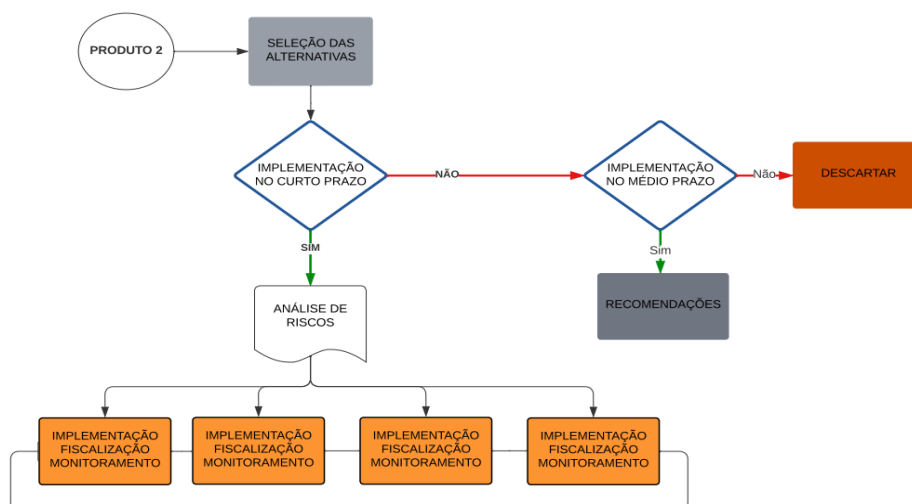 PRODUTO 2
SELEÇÃO DAS
ALTERNATIVAS
IMPLEMENTAÇÃO
NO CURTO PRAZO
NÃO
IMPLEMENTAÇÃO
NO MÉDIO PRAZO
Não
DESCARTAR
SIM
Sim
ANÁLISE DE
RISCOS
RECOMENDAÇÕES
IMPLEMENTAÇÃO
FISCALIZAÇÃO
MONITORAMENTO
IMPLEMENTAÇÃO
FISCALIZAÇÃO
MONITORAMENTO
IMPLEMENTAÇÃO
FISCALIZAÇÃO
MONITORAMENTO
IMPLEMENTAÇÃO
FISCALIZAÇÃO
MONITORAMENTO